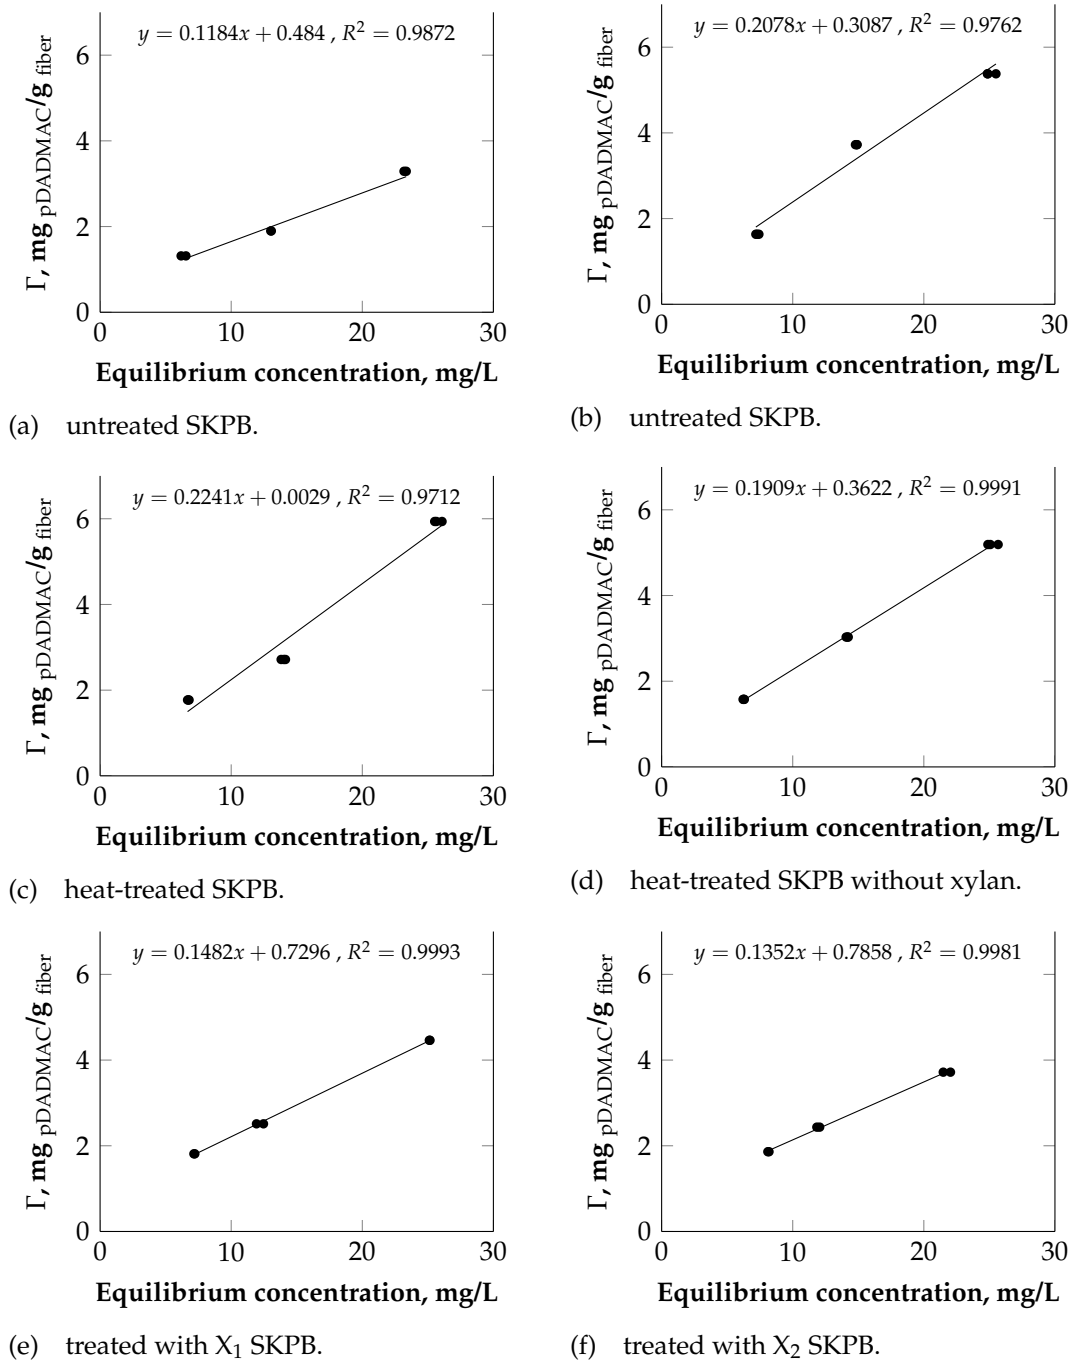 y = 0.1184x + 0.484 , R² = 0.9872
6
4
2
0
0 10 20 30
Γ, mg pDADMAC/g fiber
Equilibrium concentration, mg/L
(a) untreated SKPB.
y = 0.2078x + 0.3087 , R² = 0.9762
6
4
2
0
0 10 20 30
Γ, mg pDADMAC/g fiber
Equilibrium concentration, mg/L
(b) untreated SKPB.
y = 0.2241x + 0.0029 , R² = 0.9712
6
4
2
0
0 10 20 30
Γ, mg pDADMAC/g fiber
Equilibrium concentration, mg/L
(c) heat-treated SKPB.
y = 0.1909x + 0.3622 , R² = 0.9991
6
4
2
0
0 10 20 30
Γ, mg pDADMAC/g fiber
Equilibrium concentration, mg/L
(d) heat-treated SKPB without xylan.
y = 0.1482x + 0.7296 , R² = 0.9993
6
4
2
0
0 10 20 30
Γ, mg pDADMAC/g fiber
Equilibrium concentration, mg/L
(e) treated with X₁ SKPB.
y = 0.1352x + 0.7858 , R² = 0.9981
6
4
2
0
0 10 20 30
Γ, mg pDADMAC/g fiber
Equilibrium concentration, mg/L
(f) treated with X₂ SKPB.